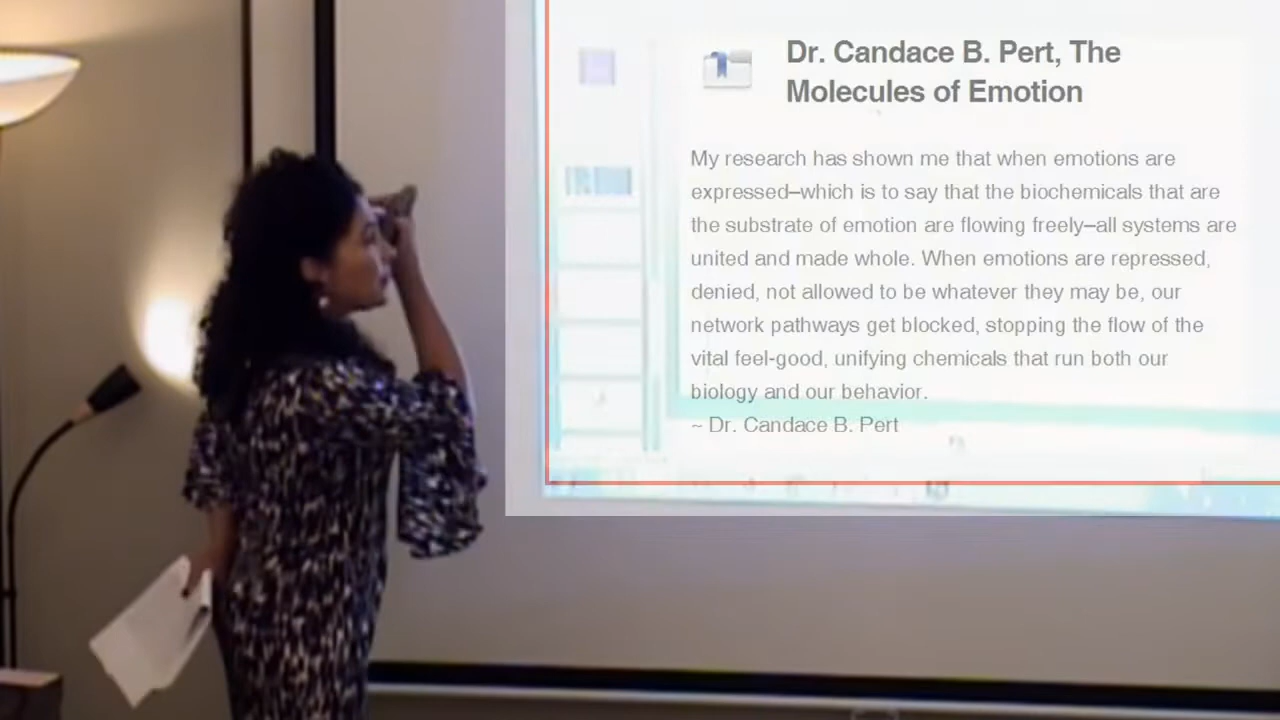 Dr. Candace B. Pert, The
Molecules of Emotion
My research has shown me that when emotions are
expressed–which is to say that the biochemicals that are
the substrate of emotion are flowing freely–all systems are
united and made whole. When emotions are repressed,
denied, not allowed to be whatever they may be, our
network pathways get blocked, stopping the flow of the
vital feel-good, unifying chemicals that run both our
biology and our behavior.
~ Dr. Candace B. Pert